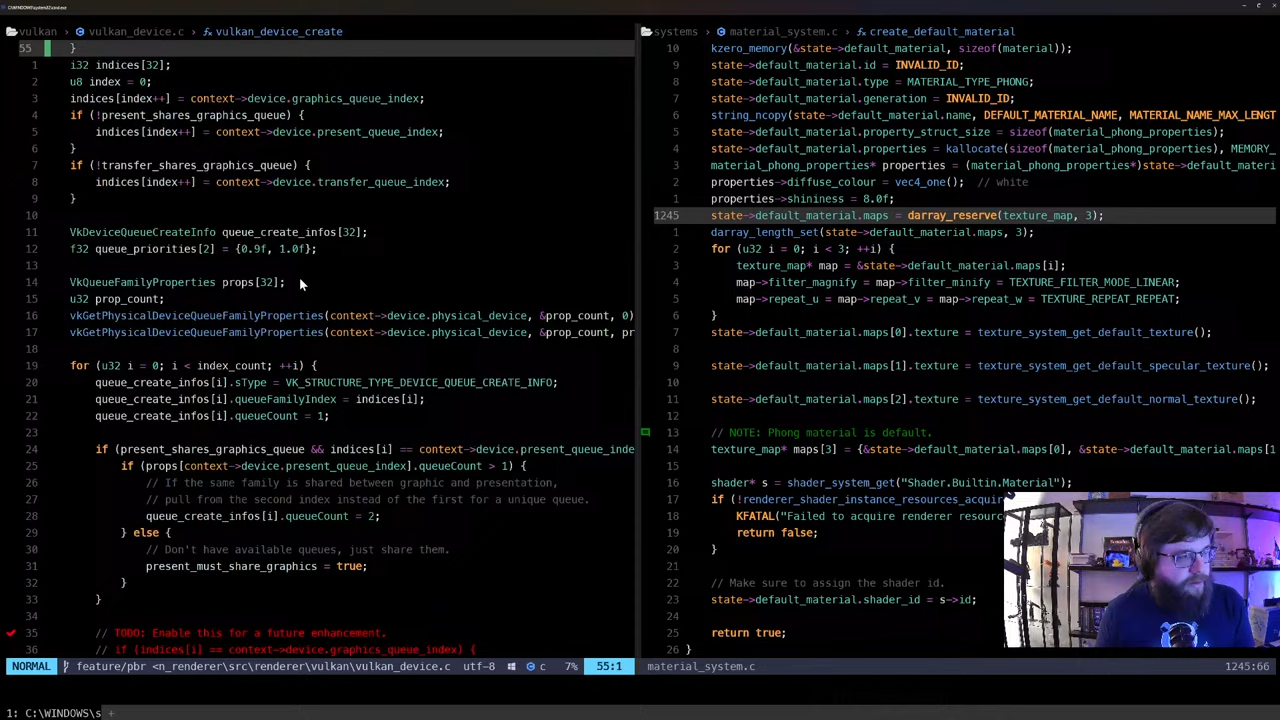 C:\WINDOWS\system32\cmd.exe
vulkan › vulkan_device.c › vulkan_device_create
55 }
1 i32 indices[32];
2 u8 index = 0;
3 indices[index++] = context->device.graphics_queue_index;
4 if (!present_shares_graphics_queue) {
5 indices[index++] = context->device.present_queue_index;
6 }
7 if (!transfer_shares_graphics_queue) {
8 indices[index++] = context->device.transfer_queue_index;
9 }
10
11 VkDeviceQueueCreateInfo queue_create_infos[32];
12 f32 queue_priorities[2] = {0.9f, 1.0f};
13
14 VkQueueFamilyProperties props[32];
15 u32 prop_count;
16 vkGetPhysicalDeviceQueueFamilyProperties(context->device.physical_device, &prop_count, 0)
17 vkGetPhysicalDeviceQueueFamilyProperties(context->device.physical_device, &prop_count, pr
18
19 for (u32 i = 0; i < index_count; ++i) {
20 queue_create_infos[i].sType = VK_STRUCTURE_TYPE_DEVICE_QUEUE_CREATE_INFO;
21 queue_create_infos[i].queueFamilyIndex = indices[i];
22 queue_create_infos[i].queueCount = 1;
23
24 if (present_shares_graphics_queue && indices[i] == context->device.present_queue_inde
25 if (props[context->device.present_queue_index].queueCount > 1) {
26 // If the same family is shared between graphic and presentation,
27 // pull from the second index instead of the first for a unique queue.
28 queue_create_infos[i].queueCount = 2;
29 } else {
30 // Don't have available queues, just share them.
31 present_must_share_graphics = true;
32 }
33 }
34
35 // TODO: Enable this for a future enhancement.
36 // if (indices[i] == context->device.graphics_queue_index) {
NORMAL feature/pbr <n_renderer\src\renderer\vulkan\vulkan_device.c utf-8 c 7% 55:1
systems › material_system.c › create_default_material
10 kzero_memory(&state->default_material, sizeof(material));
9 state->default_material.id = INVALID_ID;
8 state->default_material.type = MATERIAL_TYPE_PHONG;
7 state->default_material.generation = INVALID_ID;
6 string_ncopy(state->default_material.name, DEFAULT_MATERIAL_NAME, MATERIAL_NAME_MAX_LENGT
5 state->default_material.property_struct_size = sizeof(material_phong_properties);
4 state->default_material.properties = kallocate(sizeof(material_phong_properties), MEMORY_
3 material_phong_properties* properties = (material_phong_properties*)state->default_materi
2 properties->diffuse_colour = vec4_one(); // white
1 properties->shininess = 8.0f;
1245 state->default_material.maps = darray_reserve(texture_map, 3);
1 darray_length_set(state->default_material.maps, 3);
2 for (u32 i = 0; i < 3; ++i) {
3 texture_map* map = &state->default_material.maps[i];
4 map->filter_magnify = map->filter_minify = TEXTURE_FILTER_MODE_LINEAR;
5 map->repeat_u = map->repeat_v = map->repeat_w = TEXTURE_REPEAT_REPEAT;
6 }
7 state->default_material.maps[0].texture = texture_system_get_default_texture();
8
9 state->default_material.maps[1].texture = texture_system_get_default_specular_texture();
10
11 state->default_material.maps[2].texture = texture_system_get_default_normal_texture();
12
13 // NOTE: Phong material is default.
14 texture_map* maps[3] = {&state->default_material.maps[0], &state->default_material.maps[1
15
16 shader* s = shader_system_get("Shader.Builtin.Material");
17 if (!renderer_shader_instance_resources_acqui
18 KFATAL("Failed to acquire renderer resourc
19 return false;
20 }
21
22 // Make sure to assign the shader id.
23 state->default_material.shader_id = s->id;
24
25 return true;
26 }
material_system.c 1245:66
1: C:\WINDOWS\s +